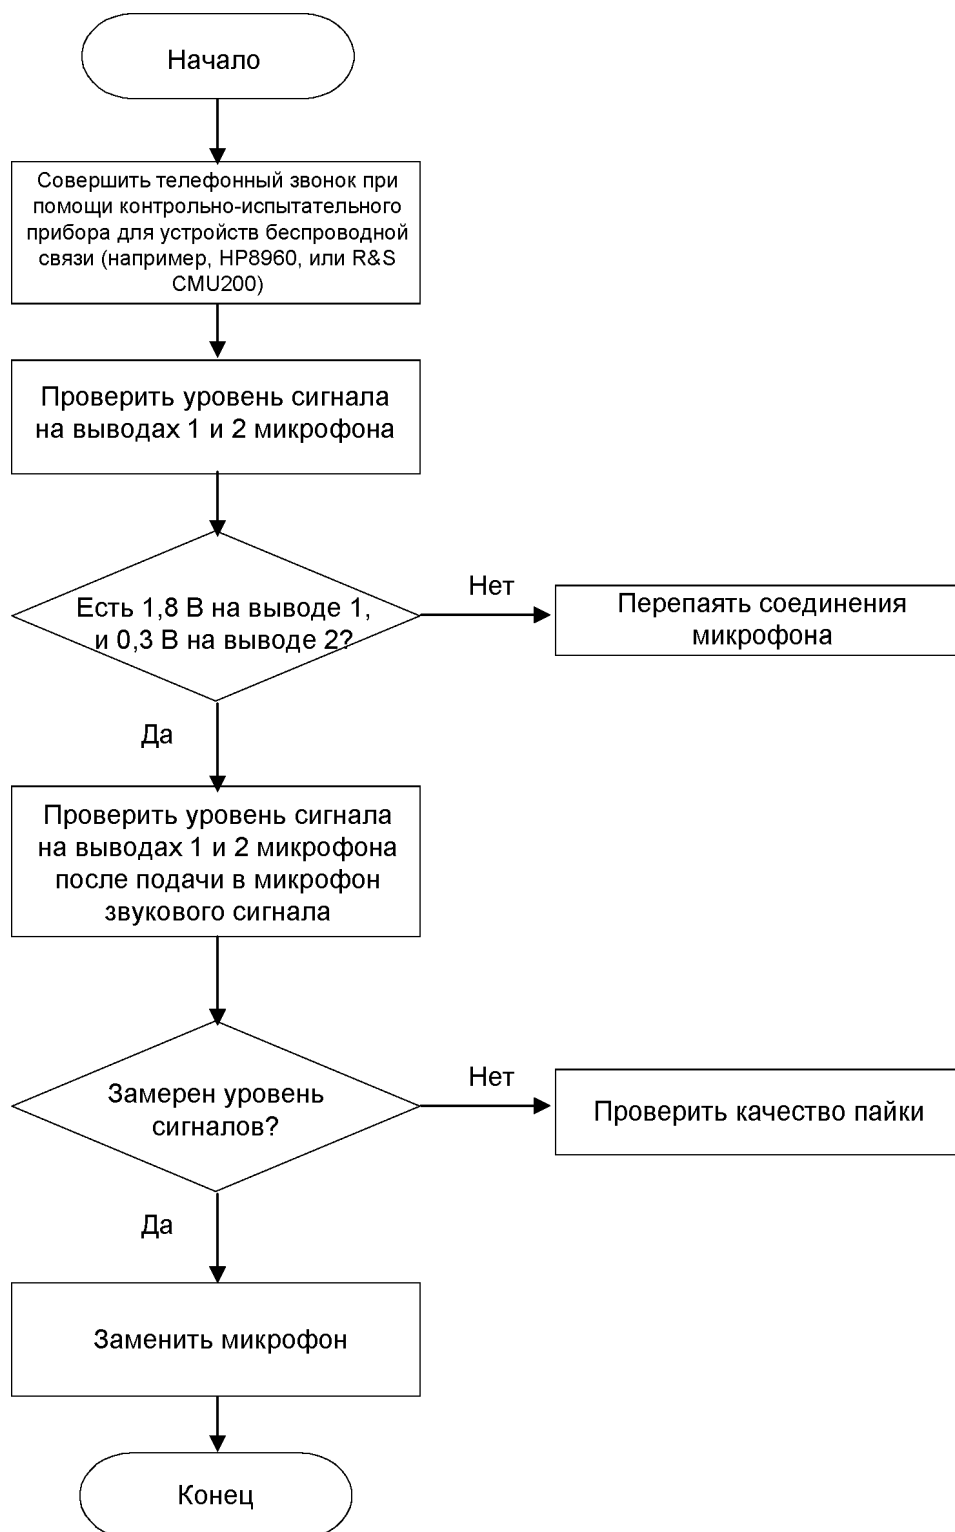 Начало
Совершить телефонный звонок при
помощи контрольно-испытательного
прибора для устройств беспроводной
связи (например, HP8960, или R&S
CMU200)
Проверить уровень сигнала
на выводах 1 и 2 микрофона
Есть 1,8 В на выводе 1,
и 0,3 В на выводе 2?
Нет
Перепаять соединения
микрофона
Да
Проверить уровень сигнала
на выводах 1 и 2 микрофона
после подачи в микрофон
звукового сигнала
Замерен уровень
сигналов?
Нет
Проверить качество пайки
Да
Заменить микрофон
Конец